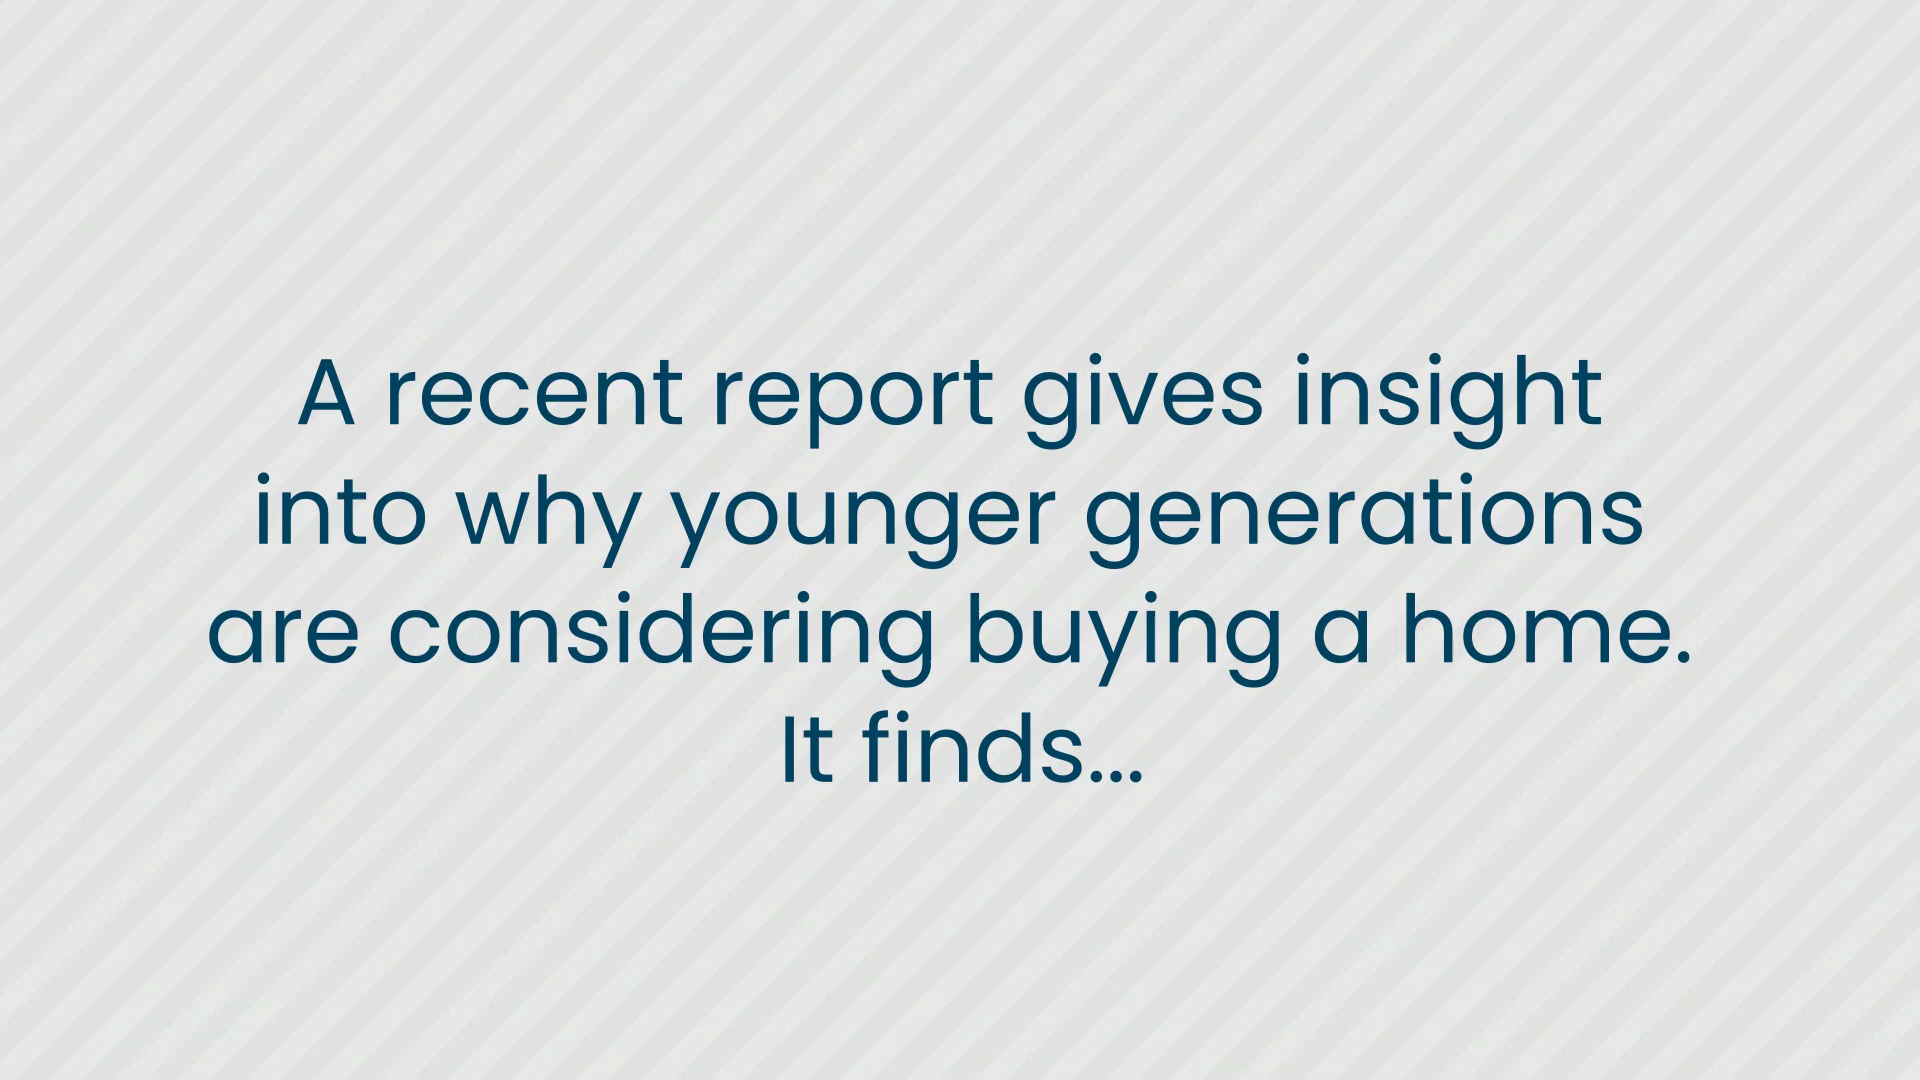 A recent report gives insight
into why younger generations
are considering buying a home.
It finds...